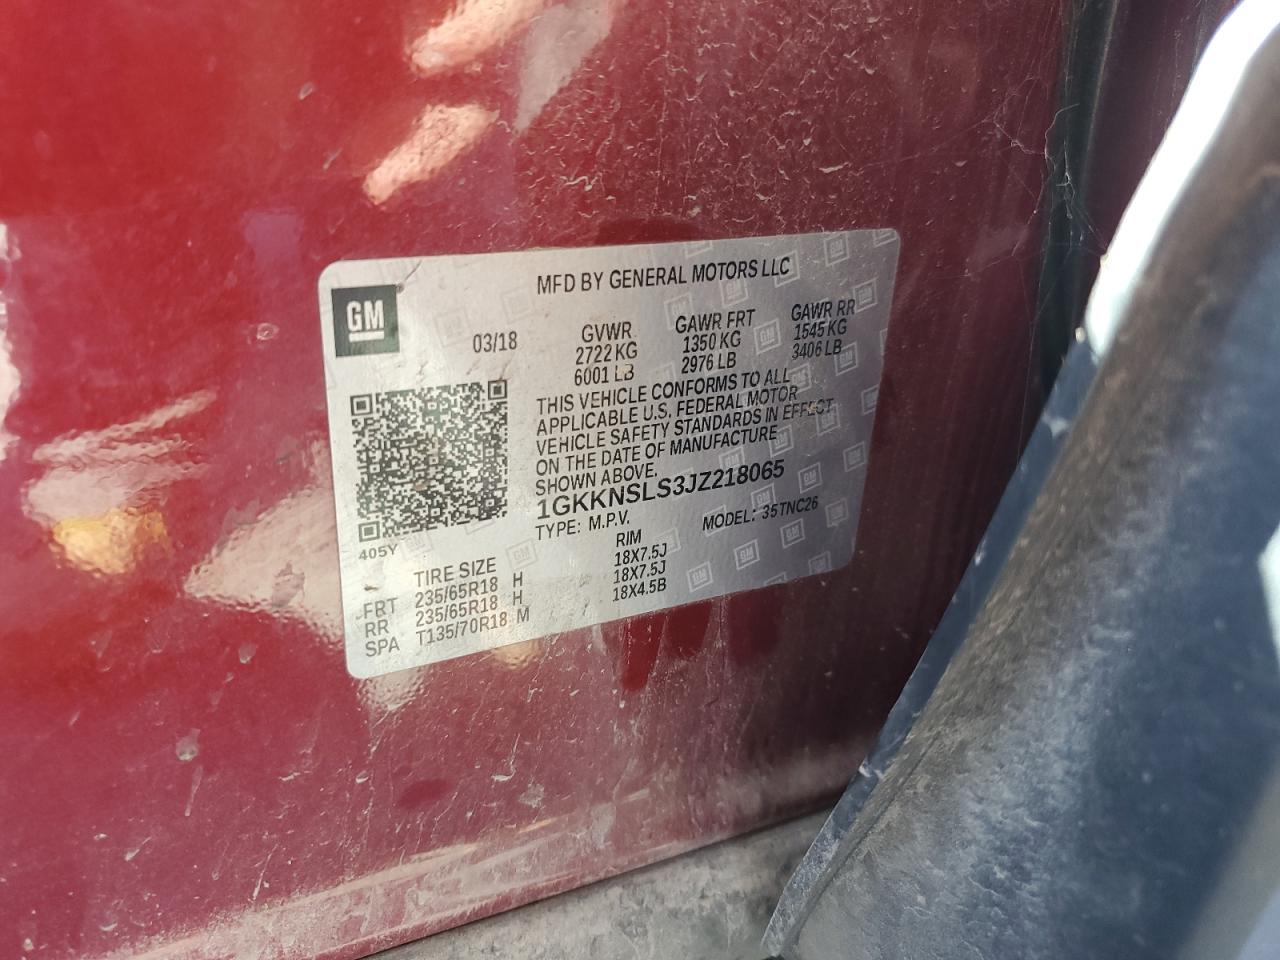 MFD BY GENERAL MOTORS LLC
GM
03/18
GVWR GAWR FRT GAWR RR
2722 KG 1350 KG 1545 KG
6001 LB 2976 LB 3406 LB
THIS VEHICLE CONFORMS TO ALL
APPLICABLE U.S. FEDERAL MOTOR
VEHICLE SAFETY STANDARDS IN EFFECT
ON THE DATE OF MANUFACTURE
SHOWN ABOVE.
1GKKNSLS3JZ218065
TYPE: M.P.V. MODEL: 35TNC26
405Y
TIRE SIZE RIM
FRT 235/65R18 H 18X7.5J
RR 235/65R18 H 18X7.5J
SPA T135/70R18 M 18X4.5B